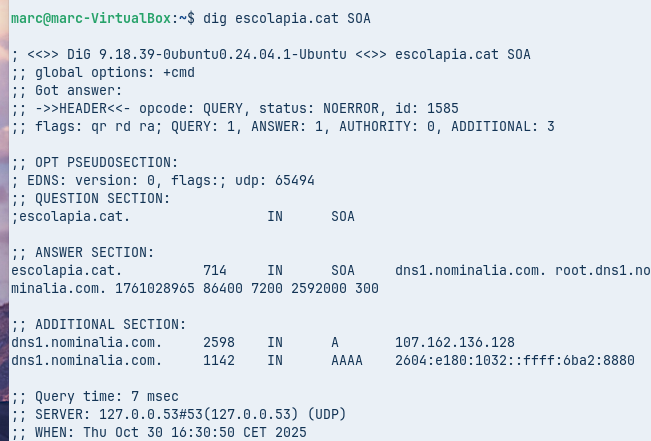 marc@marc-VirtualBox:~$ dig escolapia.cat SOA
; <<>> DiG 9.18.39-0ubuntu0.24.04.1-Ubuntu <<>> escolapia.cat SOA
;; global options: +cmd
;; Got answer:
;; ->>HEADER<<- opcode: QUERY, status: NOERROR, id: 1585
;; flags: qr rd ra; QUERY: 1, ANSWER: 1, AUTHORITY: 0, ADDITIONAL: 3
;; OPT PSEUDOSECTION:
; EDNS: version: 0, flags:; udp: 65494
;; QUESTION SECTION:
;escolapia.cat. IN SOA
;; ANSWER SECTION:
escolapia.cat. 714 IN SOA dns1.nominalia.com. root.dns1.no
minalia.com. 1761028965 86400 7200 2592000 300
;; ADDITIONAL SECTION:
dns1.nominalia.com. 2598 IN A 107.162.136.128
dns1.nominalia.com. 1142 IN AAAA 2604:e180:1032::ffff:6ba2:8880
;; Query time: 7 msec
;; SERVER: 127.0.0.53#53(127.0.0.53) (UDP)
;; WHEN: Thu Oct 30 16:30:50 CET 2025